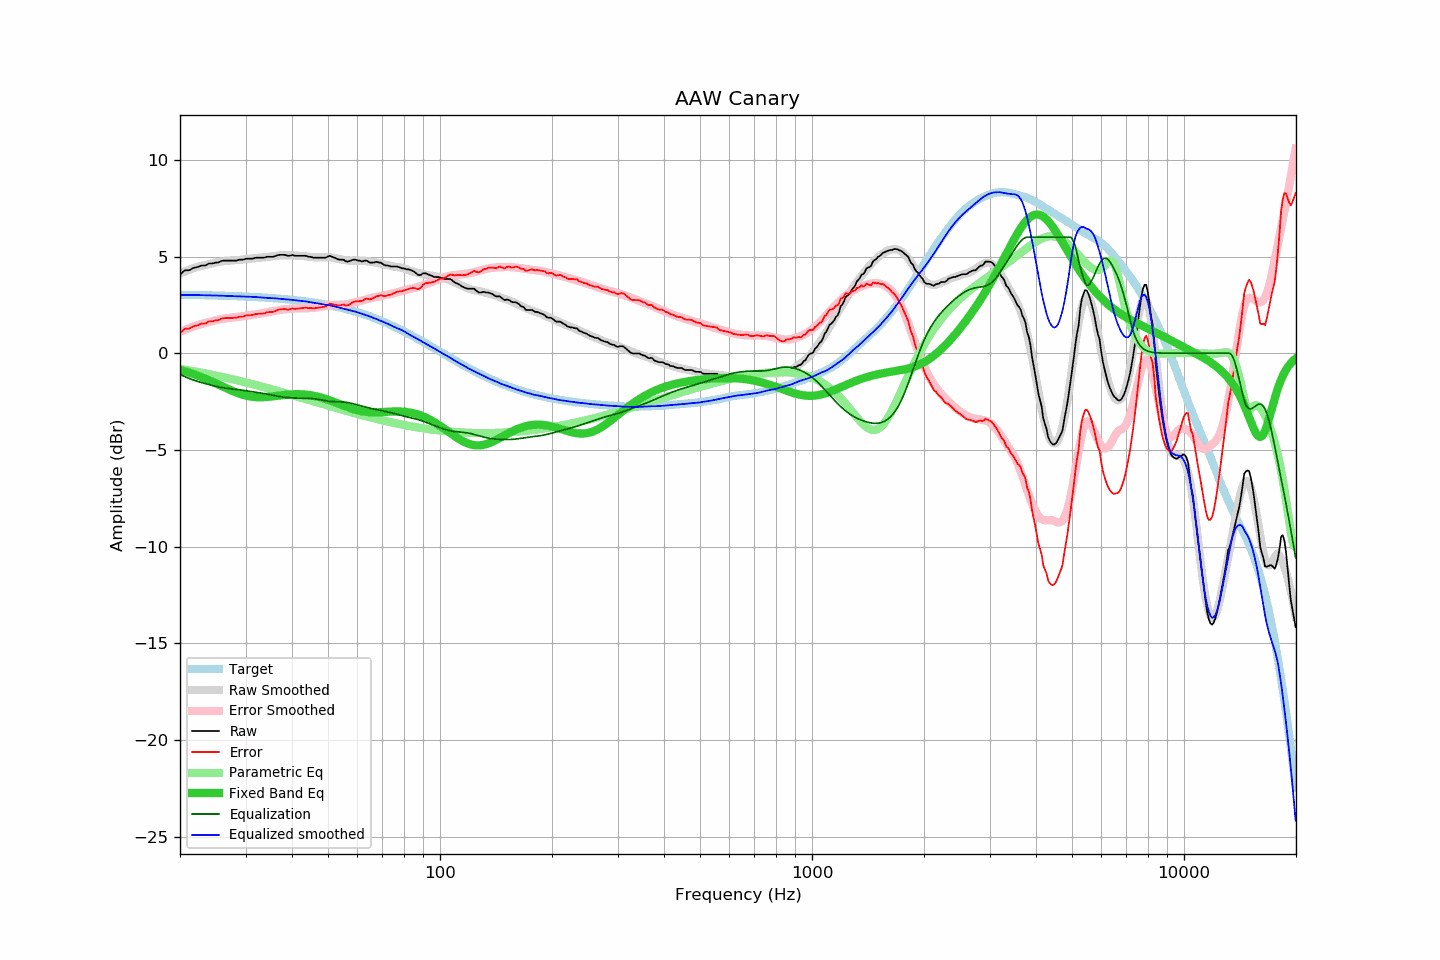 AAW Canary
10
5
0
−5
−10
−15
−20
−25
Amplitude (dBr)
Target
Raw Smoothed
Error Smoothed
Raw
Error
Parametric Eq
Fixed Band Eq
Equalization
Equalized smoothed
100 1000 10000
Frequency (Hz)